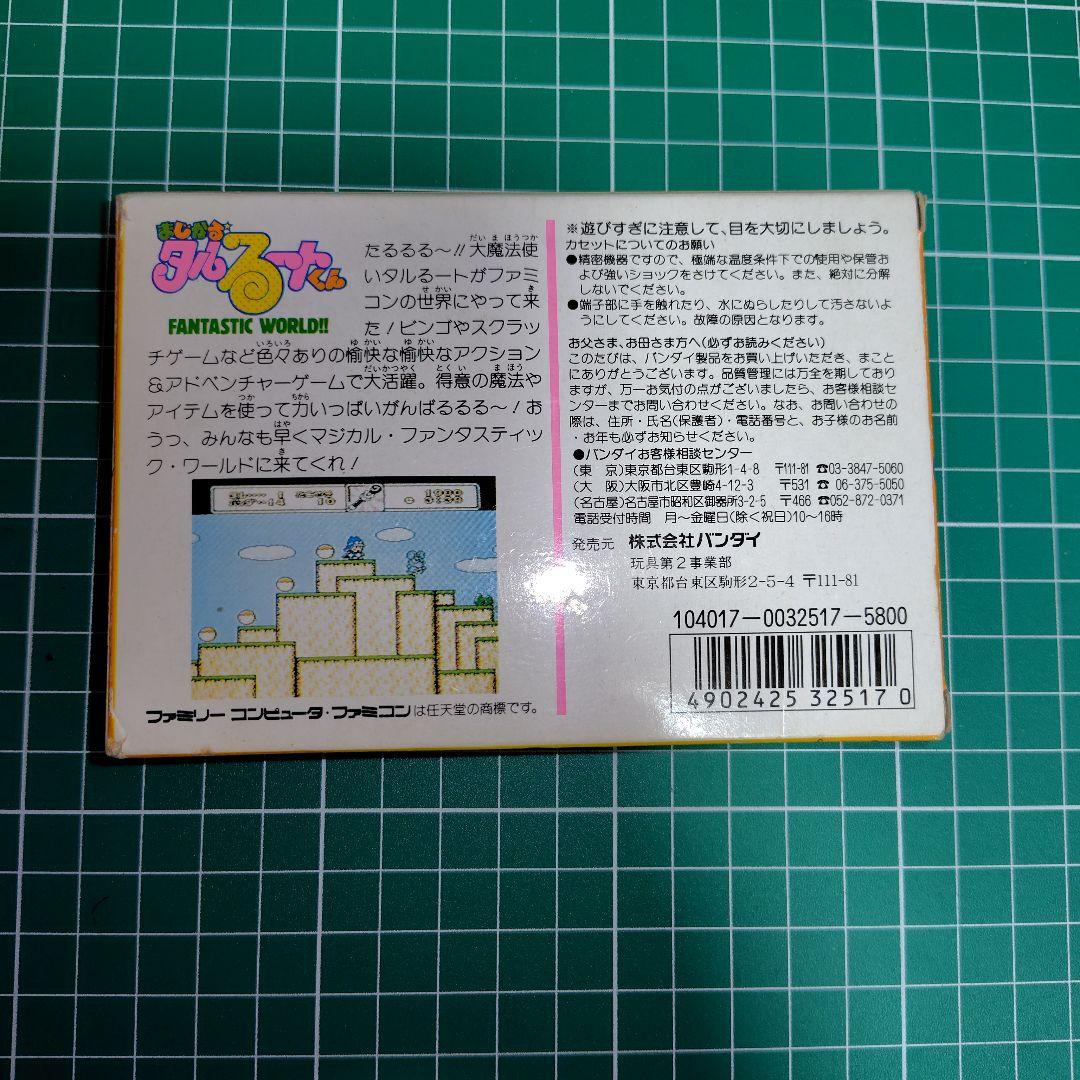 まじかる☆
タルるートくん
FANTASTIC WORLD!!
たるるる～!! 大魔法使
いタルるートがファミ
コンの世界にやって来
た！ビンゴやスクラッ
チゲームなど色々ありの愉快な愉快なアクション
&アドベンチャーゲームで大活躍。得意の魔法や
アイテムを使って力いっぱいがんばるるる～！お
うっ、みんなも早くマジカル・ファンタスティッ
ク・ワールドに来てくれ！
ファミリー コンピュータ・ファミコンは任天堂の商標です。
※遊びすぎに注意して、目を大切にしましょう。
カセットについてのお願い
●精密機器ですので、極端な温度条件下での使用や保管お
よび強いショックをさけてください。また、絶対に分解
しないでください。
●端子部に手を触れたり、水にぬらしたりして汚さないよ
うにしてください。故障の原因となります。
お父さま、お母さま方へ(必ずお読みください)
このたびは、バンダイ製品をお買い上げいただき、まこと
にありがとうございます。品質管理には万全を期しており
ますが、万一お気付の点がございましたら、お客様相談セ
ンターまでお問い合わせください。なお、お問い合わせの
際は、住所・氏名(保護者)・電話番号と、お子様のお名前
・お年も必ずお知らせください。
●バンダイお客様相談センター
(東 京)東京都台東区駒形1-4-8 〒111-81 ☎03-3847-5060
(大 阪)大阪市北区豊崎4-12-3 〒531 ☎06-375-5050
(名古屋)名古屋市昭和区御器所3-2-5 〒466 ☎052-872-0371
電話受付時間 月～金曜日(除く祝日)10～16時
発売元 株式会社バンダイ
玩具第2事業部
東京都台東区駒形2-5-4 〒111-81
104017-0032517-5800
4902425 325170